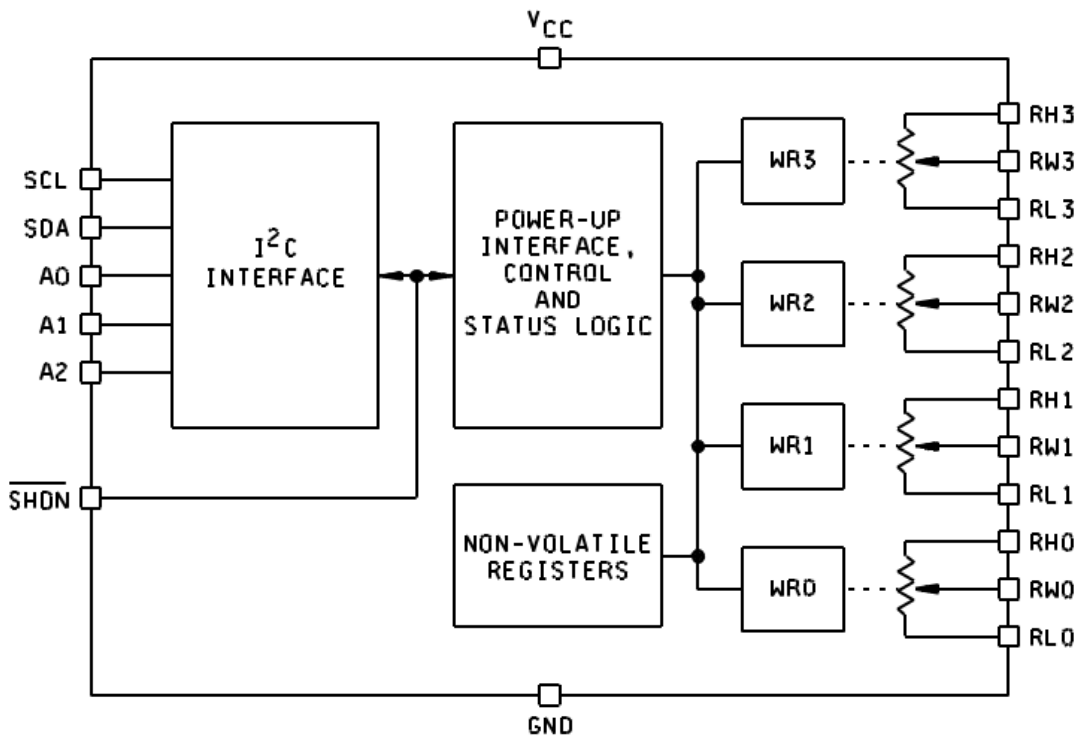 VCC
SCL
SDA
A0
A1
A2
SHDN
I²C
INTERFACE
POWER-UP
INTERFACE,
CONTROL
AND
STATUS LOGIC
NON-VOLATILE
REGISTERS
WR3
WR2
WR1
WR0
RH3
RW3
RL3
RH2
RW2
RL2
RH1
RW1
RL1
RH0
RW0
RL0
GND